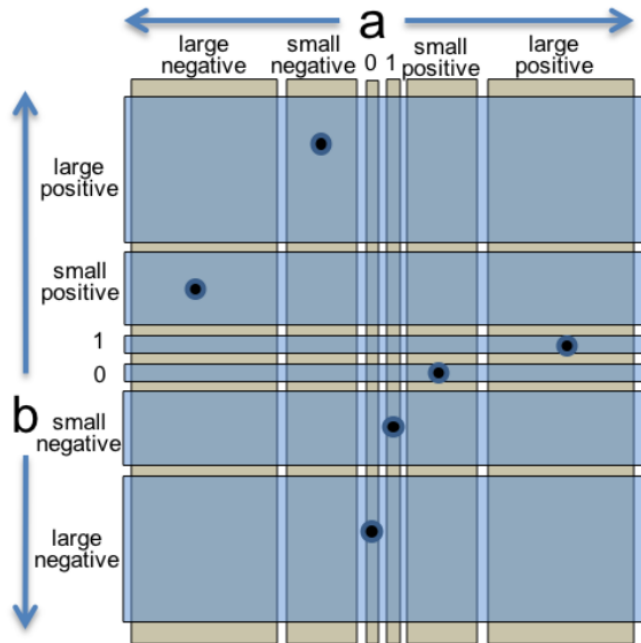 a
large
negative
small
negative
0
1
small
positive
large
positive
large
positive
small
positive
1
0
b
small
negative
large
negative